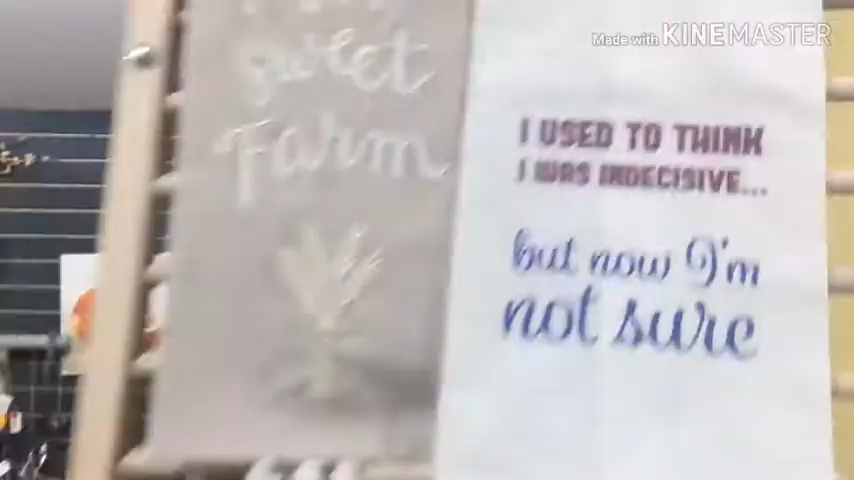 Made with KINEMASTER
sweet
Farm
I USED TO THINK
I WAS INDECISIVE...
but now I'm
not sure